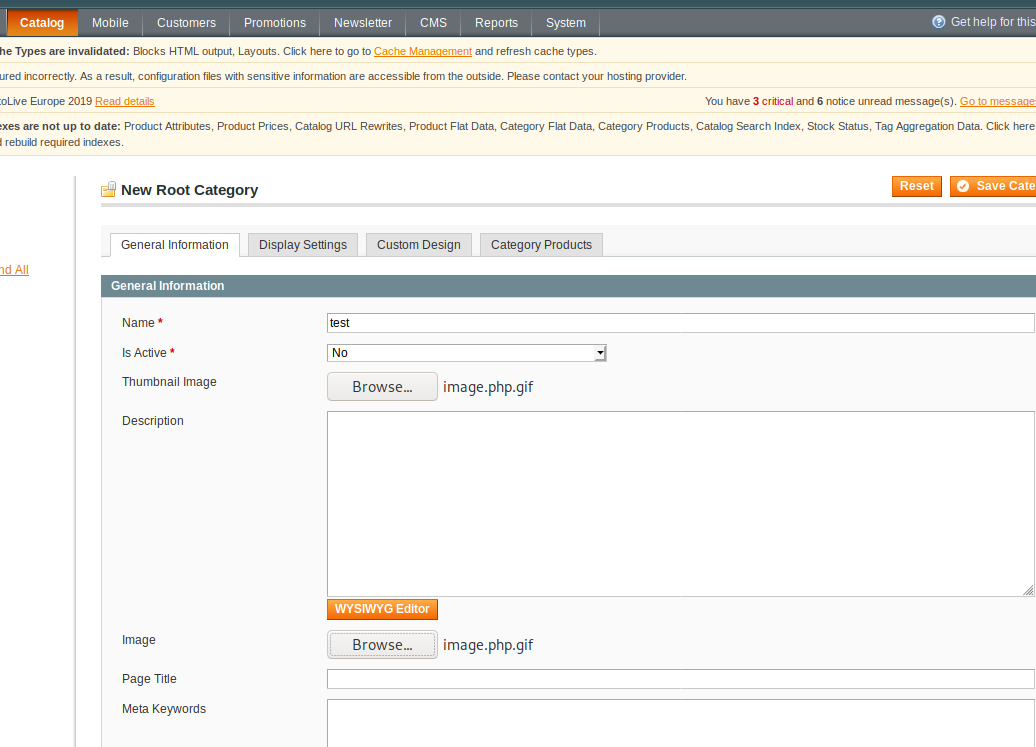 Catalog Mobile Customers Promotions Newsletter CMS Reports System Get help for this
he Types are invalidated: Blocks HTML output, Layouts. Click here to go to Cache Management and refresh cache types.
ured incorrectly. As a result, configuration files with sensitive information are accessible from the outside. Please contact your hosting provider.
toLive Europe 2019 Read details You have 3 critical and 6 notice unread message(s). Go to messages
exes are not up to date: Product Attributes, Product Prices, Catalog URL Rewrites, Product Flat Data, Category Flat Data, Category Products, Catalog Search Index, Stock Status, Tag Aggregation Data. Click here
d rebuild required indexes.
New Root Category Reset Save Cate
General Information Display Settings Custom Design Category Products
nd All
General Information
Name * test
Is Active * No
Thumbnail Image Browse... image.php.gif
Description
WYSIWYG Editor
Image Browse... image.php.gif
Page Title
Meta Keywords